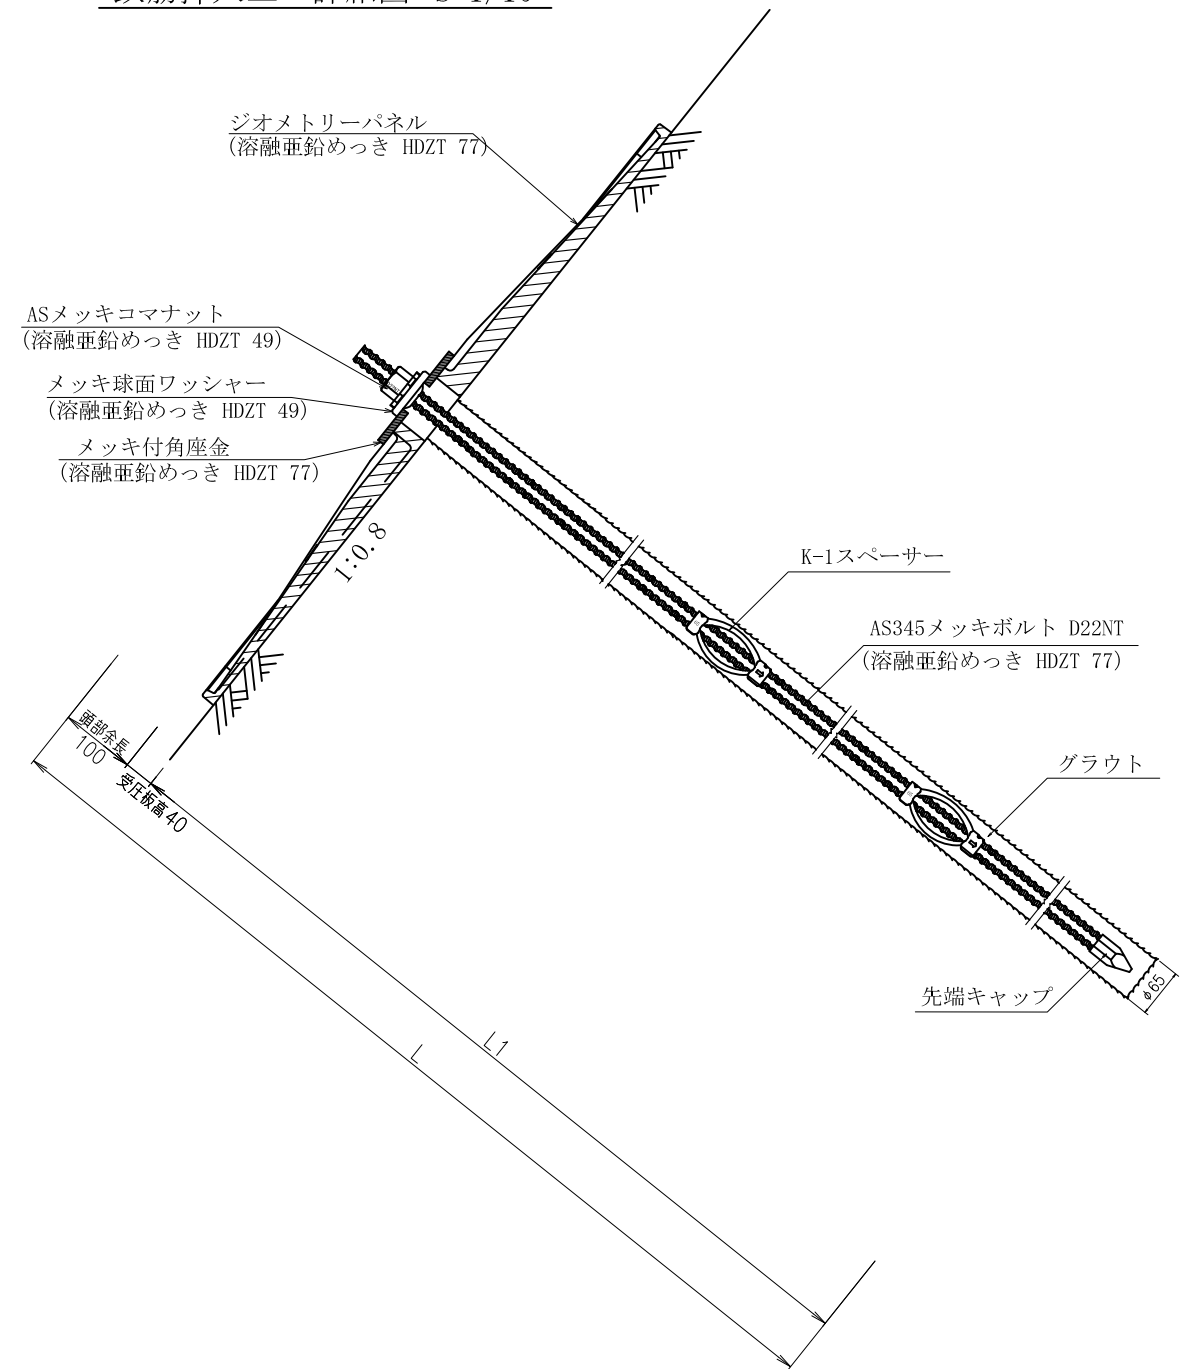 ジオメトリーパネル
(溶融亜鉛めっき HDZT 77)
ASメッキコマナット
(溶融亜鉛めっき HDZT 49)
メッキ球面ワッシャー
(溶融亜鉛めっき HDZT 49)
メッキ付角座金
(溶融亜鉛めっき HDZT 77)
1:0.8
K-1スペーサー
AS345メッキボルト D22NT
(溶融亜鉛めっき HDZT 77)
頭部余長
100
受圧板高40
グラウト
先端キャップ
φ65
L1
L